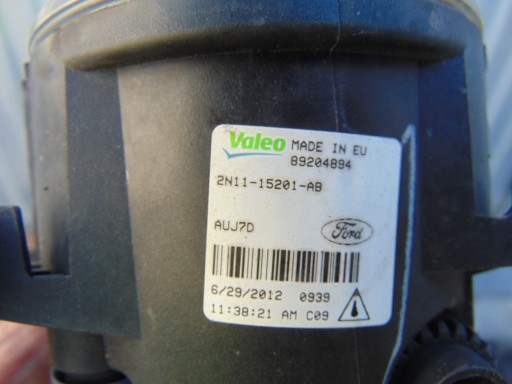 Valeo MADE IN EU
89204894
2N11-15201-AB
AUJ7D
Ford
6/29/2012 0939
11:38:21 AM C09